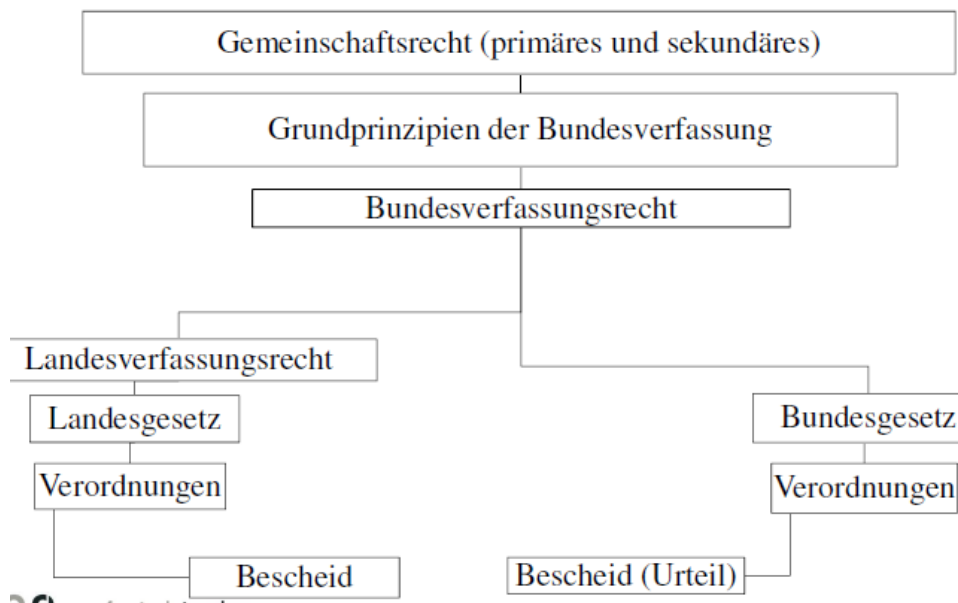 Gemeinschaftsrecht (primäres und sekundäres)
Grundprinzipien der Bundesverfassung
Bundesverfassungsrecht
Landesverfassungsrecht
Landesgesetz
Bundesgesetz
Verordnungen
Verordnungen
Bescheid
Bescheid (Urteil)